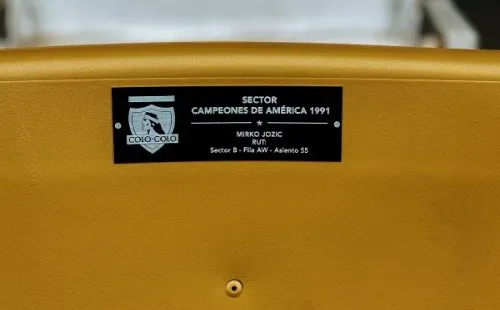 SECTOR
CAMPEONES DE AMÉRICA 1991
MIRKO JOZIC
RUT:
Sector B - Fila AW - Asiento 55
COLO-COLO